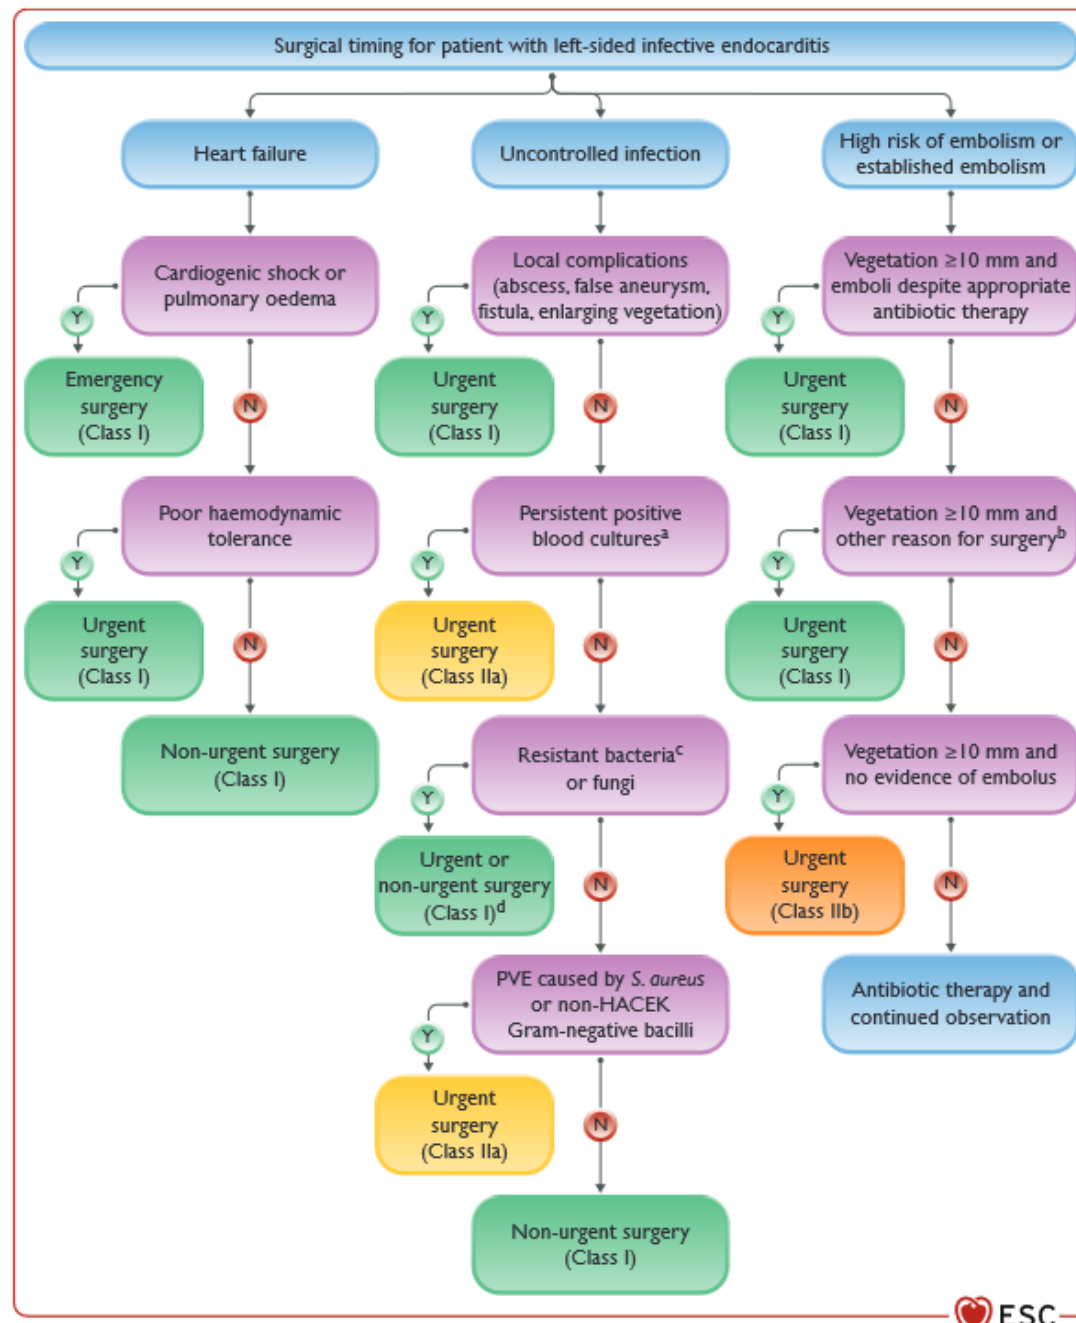 Surgical timing for patient with left-sided infective endocarditis
Heart failure
Cardiogenic shock or
pulmonary oedema
Y
Emergency
surgery
(Class I)
N
Poor haemodynamic
tolerance
Y
Urgent
surgery
(Class I)
N
Non-urgent surgery
(Class I)
Uncontrolled infection
Local complications
(abscess, false aneurysm,
fistula, enlarging vegetation)
Y
Urgent
surgery
(Class I)
N
Persistent positive
blood culturesᵃ
Y
Urgent
surgery
(Class IIa)
N
Resistant bacteriaᶜ
or fungi
Y
Urgent or
non-urgent surgery
(Class I)ᵈ
N
PVE caused by S. aureus
or non-HACEK
Gram-negative bacilli
Y
Urgent
surgery
(Class IIa)
N
Non-urgent surgery
(Class I)
High risk of embolism or
established embolism
Vegetation ≥10 mm and
emboli despite appropriate
antibiotic therapy
Y
Urgent
surgery
(Class I)
N
Vegetation ≥10 mm and
other reason for surgeryᵇ
Y
Urgent
surgery
(Class I)
N
Vegetation ≥10 mm and
no evidence of embolus
Y
Urgent
surgery
(Class IIb)
N
Antibiotic therapy and
continued observation
ESC